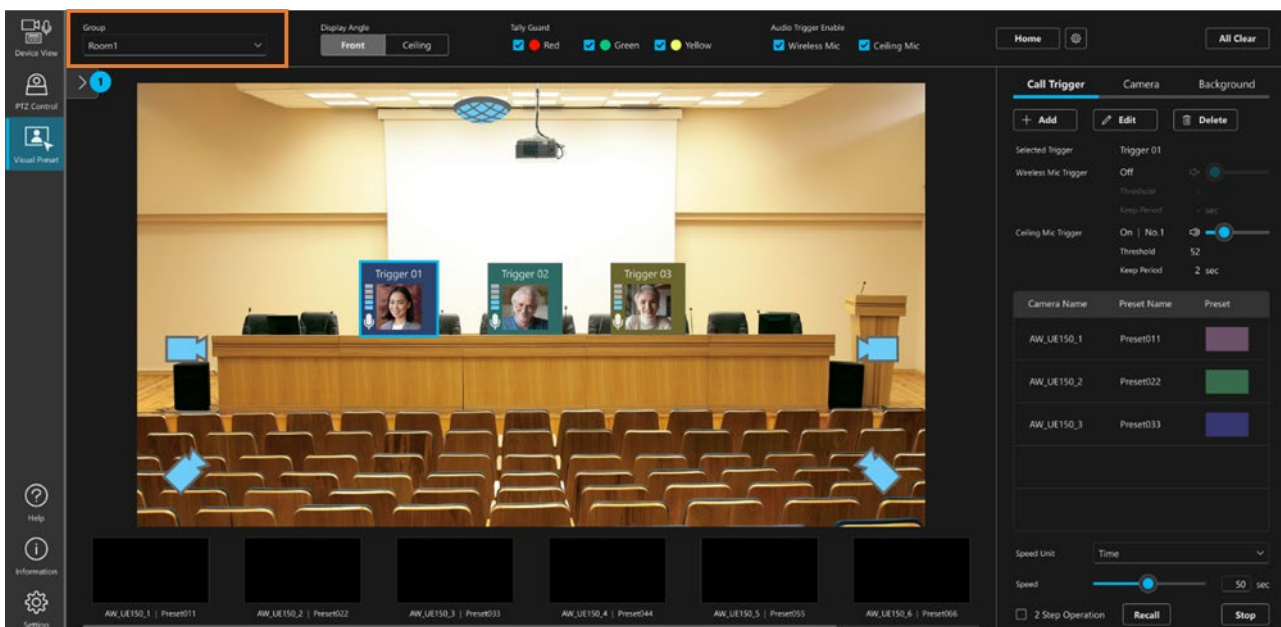 Device View
PTZ Control
Visual Preset
Help
Information
Setting
Group
Room1
Display Angle
Front Ceiling
Tally Guard
Red Green Yellow
Audio Trigger Enable
Wireless Mic Ceiling Mic
Home
All Clear
1
Trigger 01
Trigger 02
Trigger 03
AW_UE150_1 | Preset011
AW_UE150_2 | Preset022
AW_UE150_3 | Preset033
AW_UE150_4 | Preset044
AW_UE150_5 | Preset055
AW_UE150_6 | Preset066
Call Trigger Camera Background
+ Add Edit Delete
Selected Trigger Trigger 01
Wireless Mic Trigger Off
Threshold -
Keep Period - sec
Ceiling Mic Trigger On | No.1
Threshold 52
Keep Period 2 sec
Camera Name Preset Name Preset
AW_UE150_1 Preset011
AW_UE150_2 Preset022
AW_UE150_3 Preset033
Speed Unit Time
Speed 50 sec
2 Step Operation Recall Stop